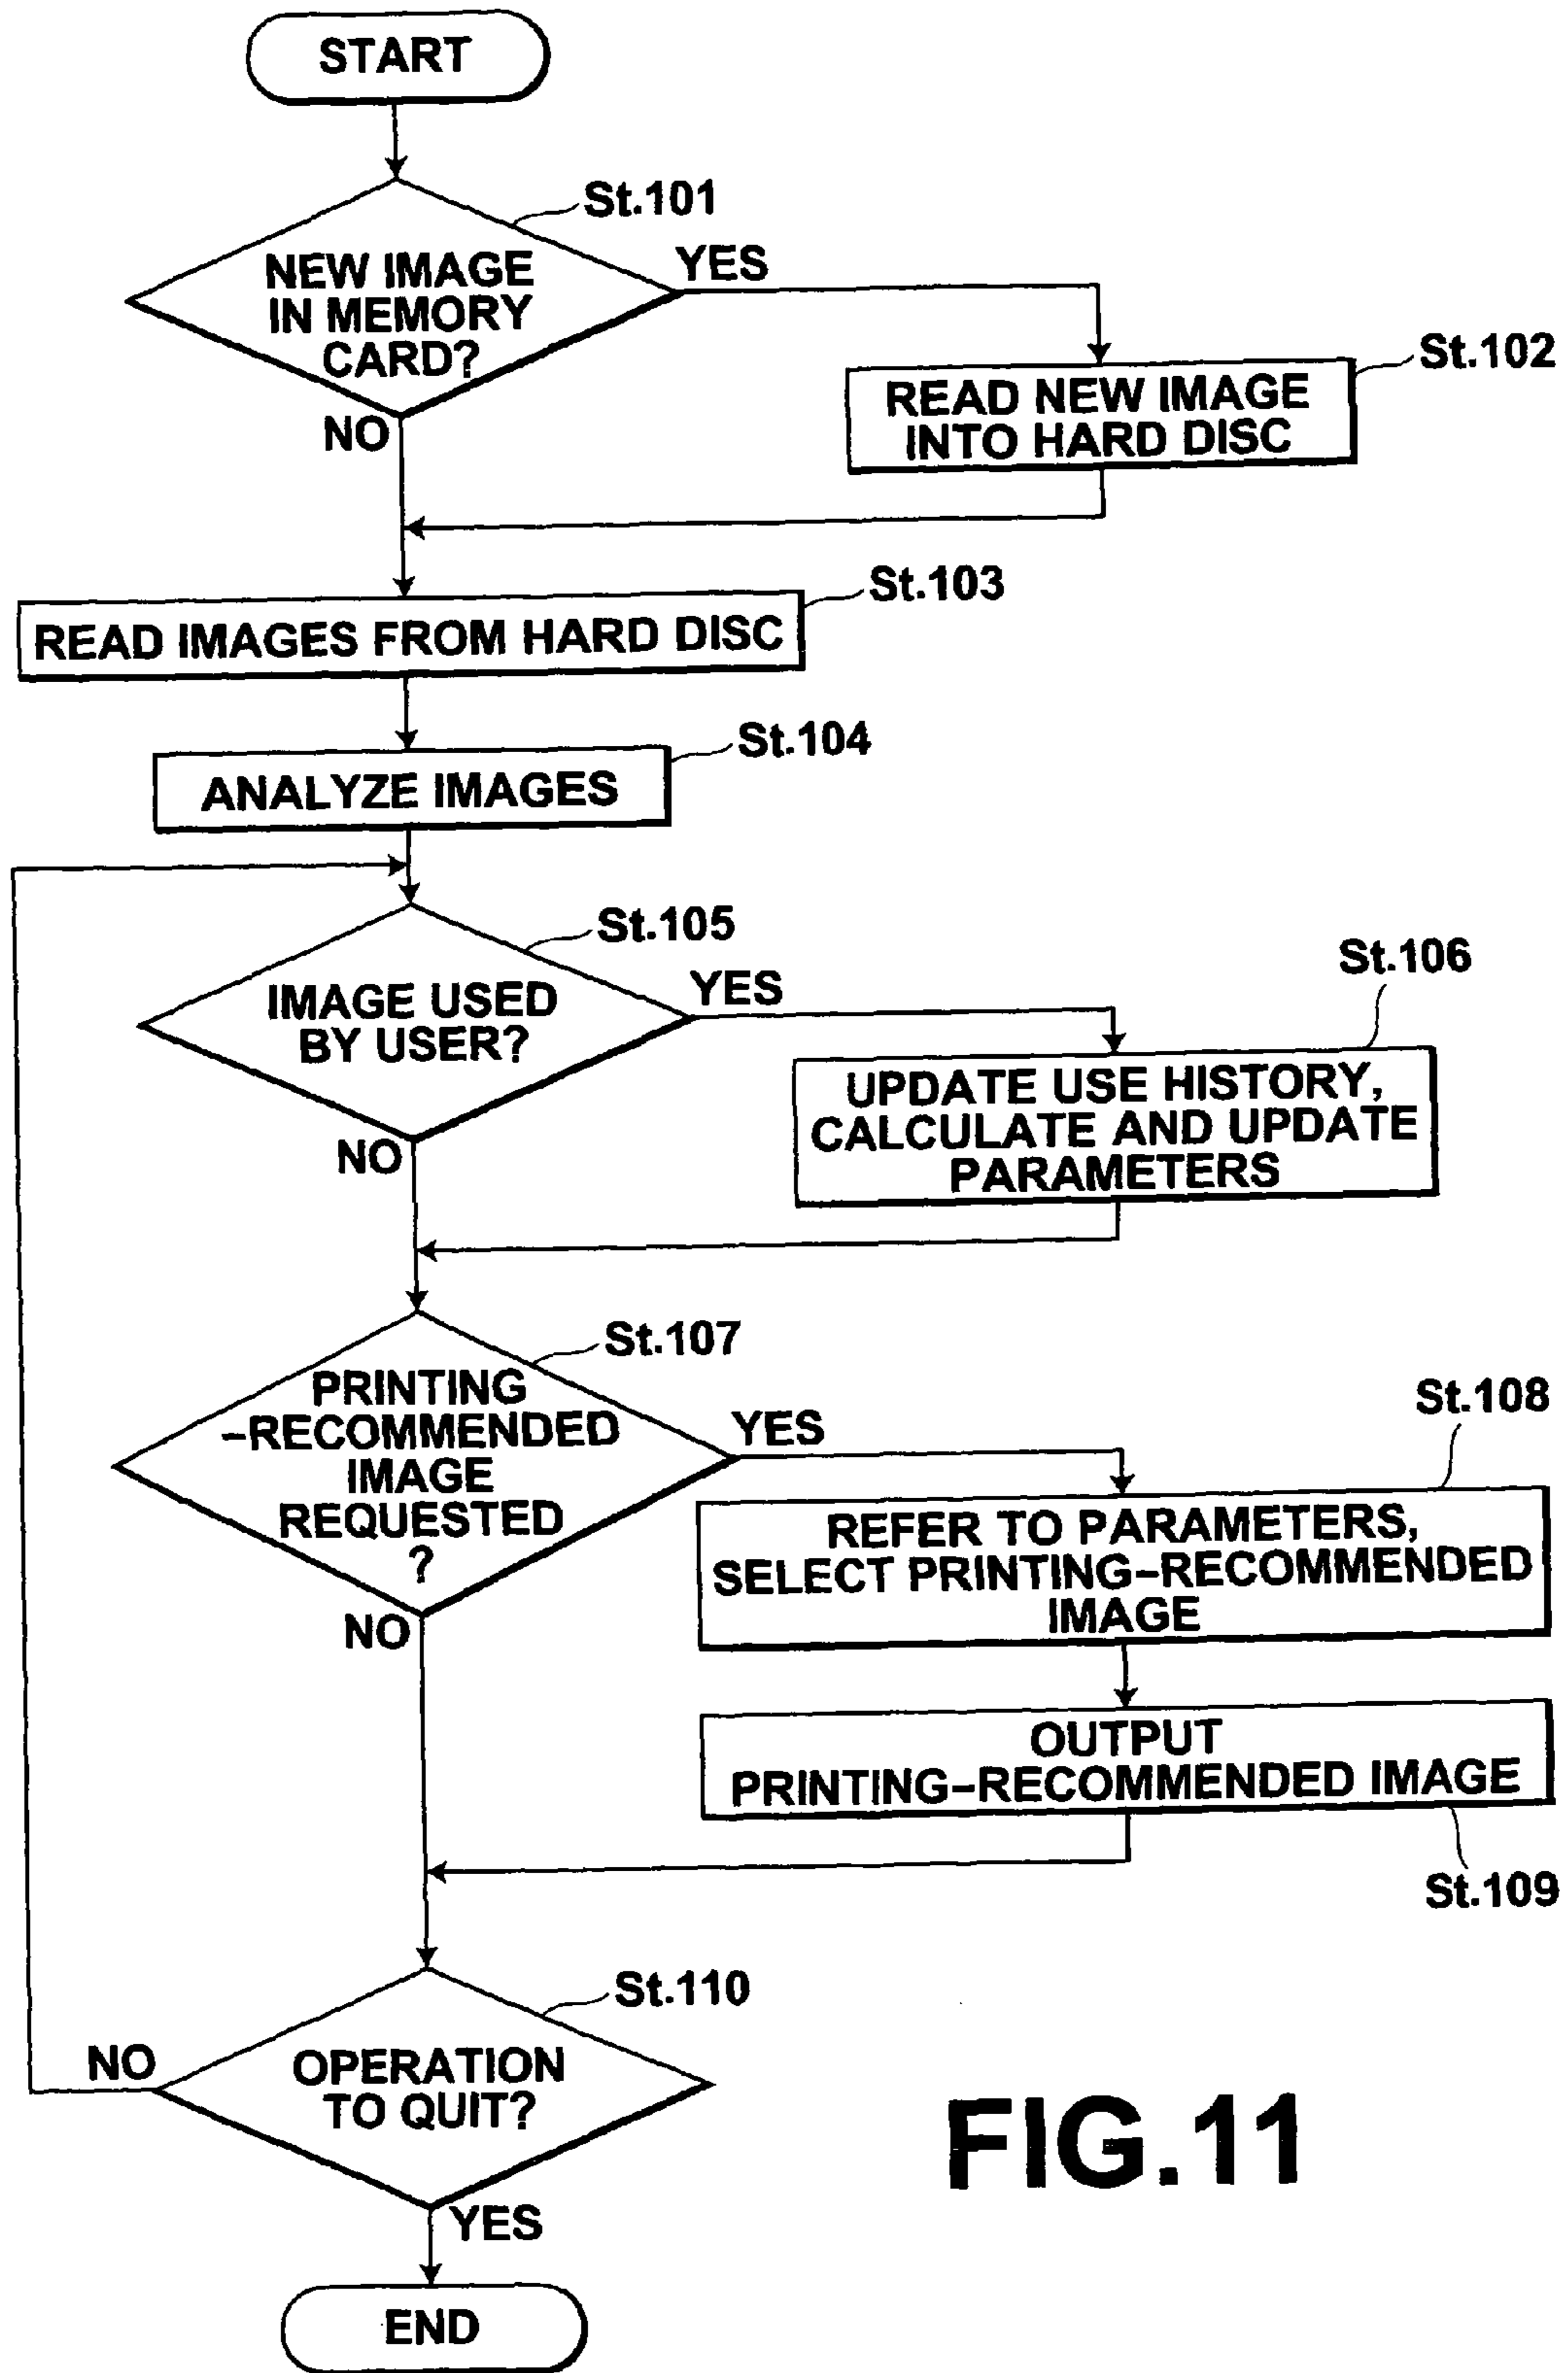 START
St.101
NEW IMAGE
IN MEMORY
CARD?
YES
NO
St.102
READ NEW IMAGE
INTO HARD DISC
St.103
READ IMAGES FROM HARD DISC
St.104
ANALYZE IMAGES
St.105
IMAGE USED
BY USER?
YES
NO
St.106
UPDATE USE HISTORY,
CALCULATE AND UPDATE
PARAMETERS
St.107
PRINTING
-RECOMMENDED
IMAGE
REQUESTED
?
YES
NO
St.108
REFER TO PARAMETERS,
SELECT PRINTING-RECOMMENDED
IMAGE
OUTPUT
PRINTING-RECOMMENDED IMAGE
St.109
St.110
OPERATION
TO QUIT?
NO
YES
END
FIG.11